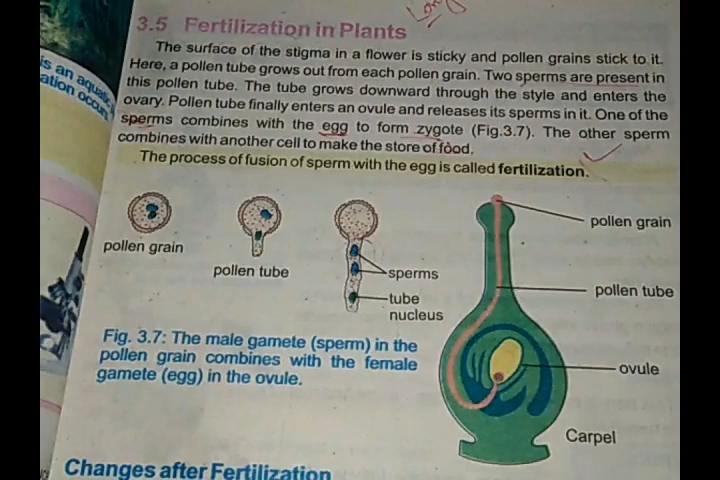 3.5 Fertilization in Plants
The surface of the stigma in a flower is sticky and pollen grains stick to it.
Here, a pollen tube grows out from each pollen grain. Two sperms are present in
this pollen tube. The tube grows downward through the style and enters the
ovary. Pollen tube finally enters an ovule and releases its sperms in it. One of the
sperms combines with the egg to form zygote (Fig.3.7). The other sperm
combines with another cell to make the store of food.
The process of fusion of sperm with the egg is called fertilization.
is an aquatic
ation occurs
pollen grain
pollen tube
sperms
tube
nucleus
pollen grain
pollen tube
ovule
Carpel
Fig. 3.7: The male gamete (sperm) in the
pollen grain combines with the female
gamete (egg) in the ovule.
Changes after Fertilization